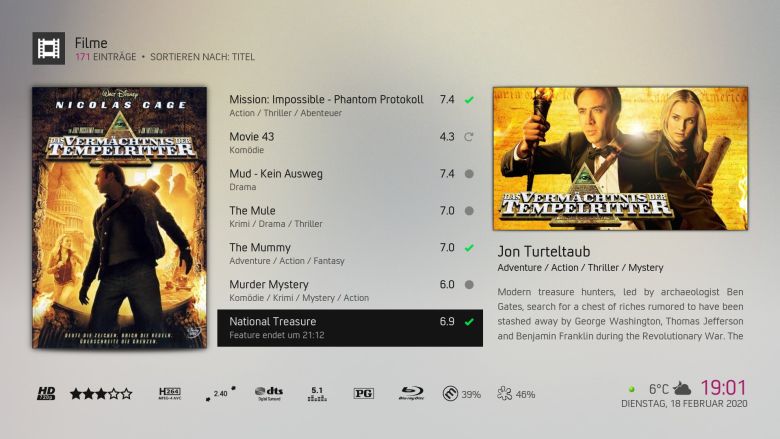 Filme
171 EINTRÄGE • SORTIEREN NACH: TITEL
WALT DISNEY
NICOLAS CAGE
DAS VERMÄCHTNIS DER
TEMPELRITTER
DEUTE DIE ZEICHEN. BRICH DIE REGELN.
ÜBERSCHREITE DIE GRENZEN.
DVD
Mission: Impossible - Phantom Protokoll 7.4
Action / Thriller / Abenteuer
Movie 43 4.3
Komödie
Mud - Kein Ausweg 7.4
Drama
The Mule 7.0
Krimi / Drama / Thriller
The Mummy 7.0
Adventure / Action / Fantasy
Murder Mystery 6.0
Komödie / Krimi / Mystery / Action
National Treasure 6.9
Feature endet um 21:12
DAS VERMÄCHTNIS DER
TEMPELRITTER
Jon Turteltaub
Adventure / Action / Thriller / Mystery
Modern treasure hunters, led by archaeologist Ben
Gates, search for a chest of riches rumored to have been
stashed away by George Washington, Thomas Jefferson
and Benjamin Franklin during the Revolutionary War. The
HD
720p
H264
MPEG-4 AVC
2.40
dts
Digital Surround
5.1
PG
Blu-ray
39%
46%
6°C
19:01
DIENSTAG, 18 FEBRUAR 2020